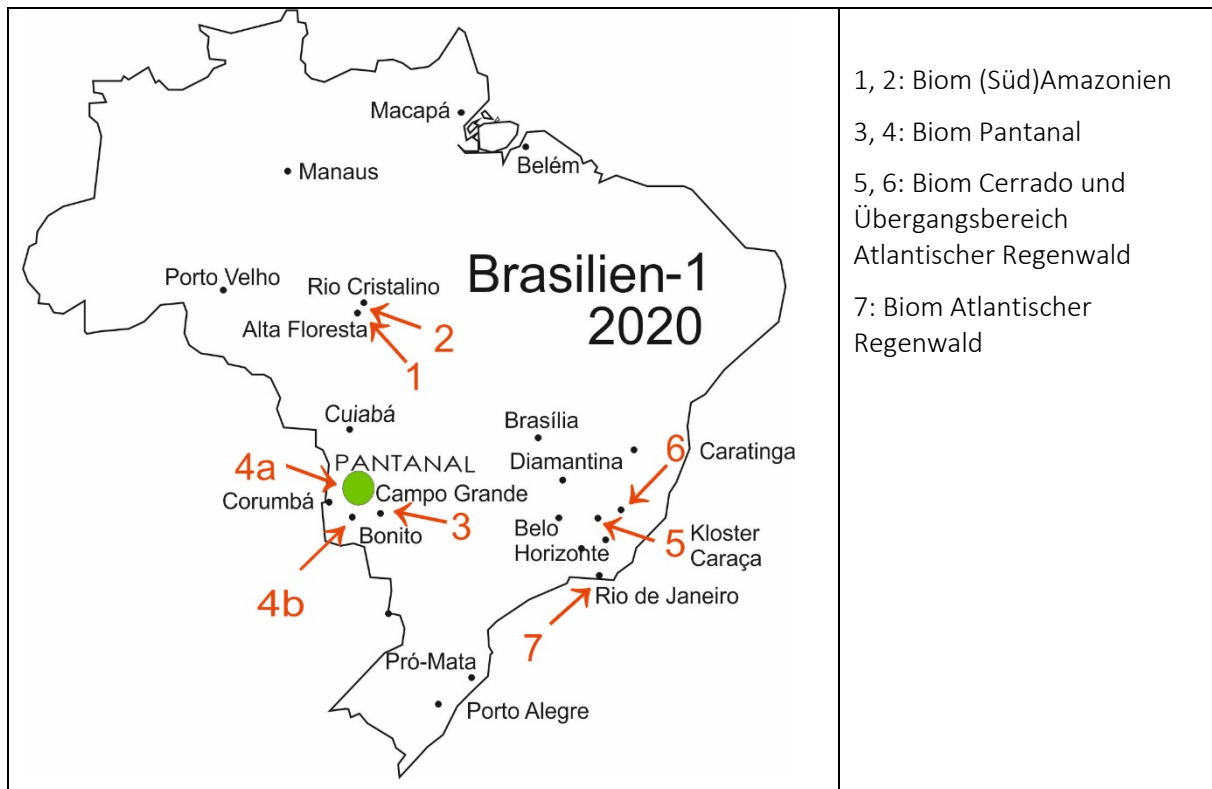 Macapá
Belém
Manaus
Brasilien-1
2020
Porto Velho
Rio Cristalino
Alta Floresta
2
1
Cuiabá
Brasília
Diamantina
6
Caratinga
PANTANAL
4a
Corumbá
Campo Grande
3
Bonito
Belo
Horizonte
5
Kloster
Caraça
4b
Rio de Janeiro
7
Pró-Mata
Porto Alegre
1, 2: Biom (Süd)Amazonien
3, 4: Biom Pantanal
5, 6: Biom Cerrado und
Übergangsbereich
Atlantischer Regenwald
7: Biom Atlantischer
Regenwald